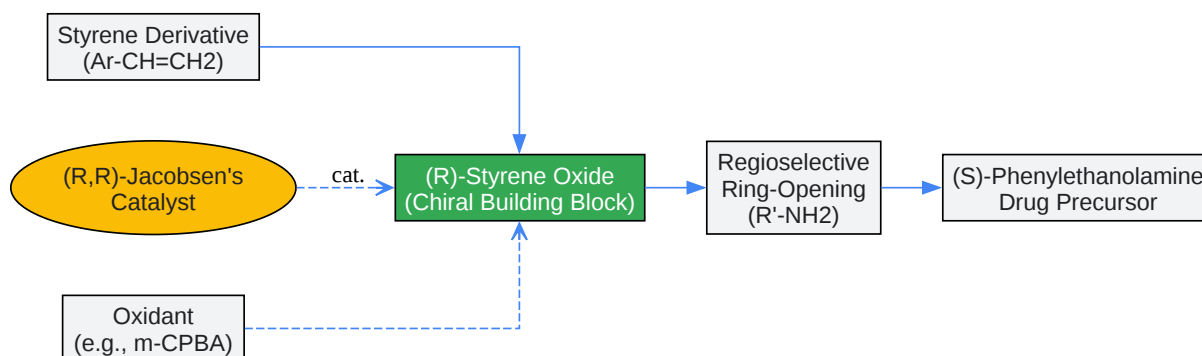 Styrene Derivative
(Ar-CH=CH2)
(R,R)-Jacobsen's
Catalyst
cat.
(R)-Styrene Oxide
(Chiral Building Block)
Regioselective
Ring-Opening
(R'-NH2)
(S)-Phenylethanolamine
Drug Precursor
Oxidant
(e.g., m-CPBA)